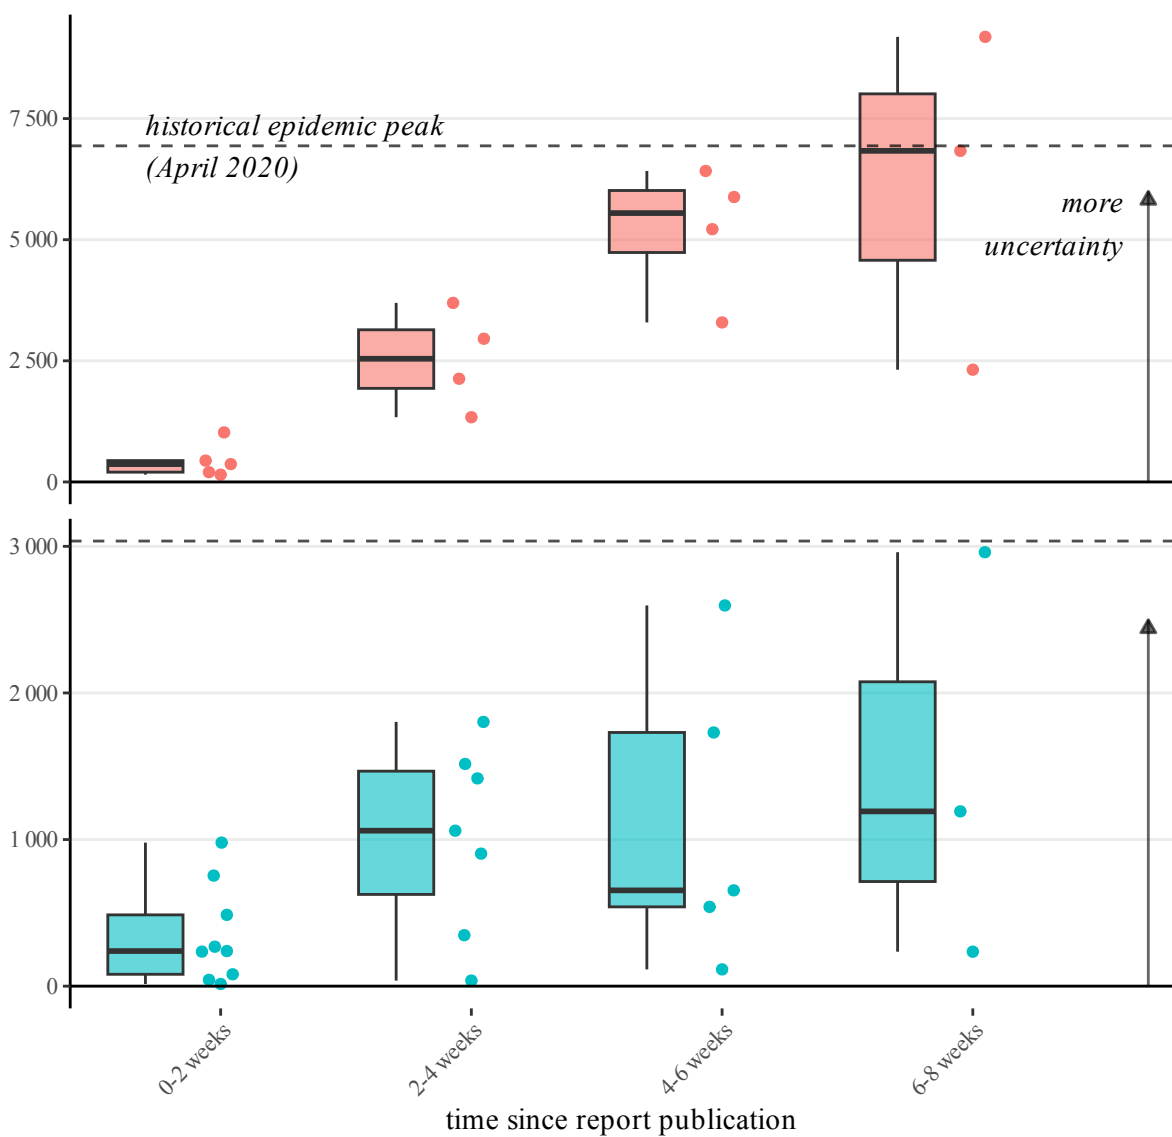 7 500
historical epidemic peak
(April 2020)
more
5 000
uncertainty
2 500
0
3 000
2 000
1 000
0
0-2 weeks
2-4 weeks
4-6 weeks
6-8 weeks
time since report publication